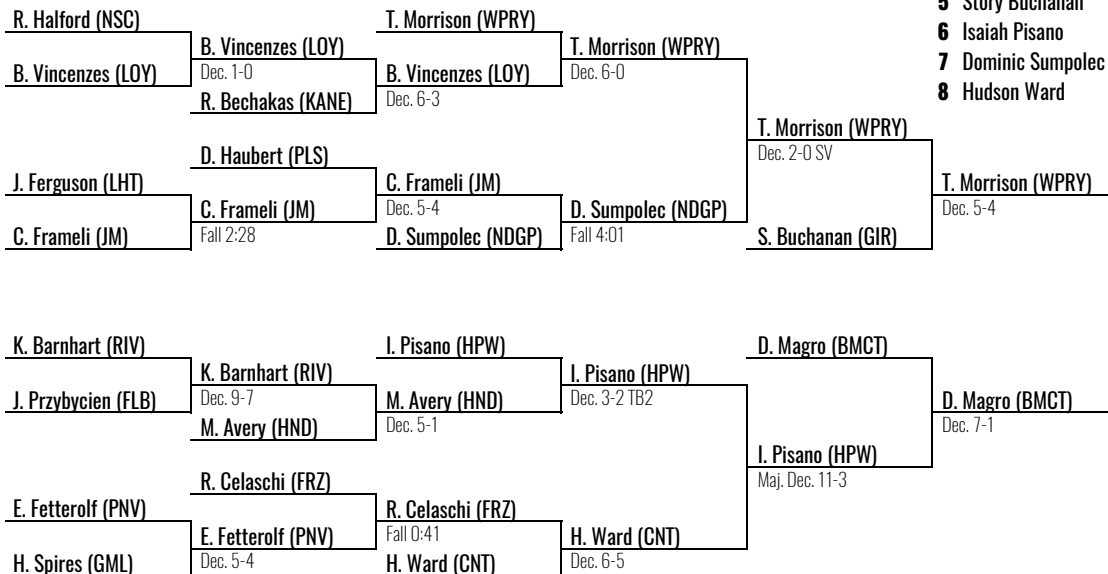 5 Story Buchanan
6 Isaiah Pisano
7 Dominic Sumpolec
8 Hudson Ward
R. Halford (NSC)
B. Vincenzes (LOY)
B. Vincenzes (LOY)
Dec. 1-0
R. Bechakas (KANE)
T. Morrison (WPRY)
B. Vincenzes (LOY)
Dec. 6-3
T. Morrison (WPRY)
Dec. 6-0
D. Haubert (PLS)
J. Ferguson (LHT)
C. Frameli (JM)
C. Frameli (JM)
Fall 2:28
C. Frameli (JM)
Dec. 5-4
D. Sumpolec (NDGP)
D. Sumpolec (NDGP)
Fall 4:01
T. Morrison (WPRY)
Dec. 2-0 SV
S. Buchanan (GIR)
T. Morrison (WPRY)
Dec. 5-4
K. Barnhart (RIV)
J. Przybycien (FLB)
K. Barnhart (RIV)
Dec. 9-7
M. Avery (HND)
I. Pisano (HPW)
M. Avery (HND)
Dec. 5-1
I. Pisano (HPW)
Dec. 3-2 TB2
R. Celaschi (FRZ)
E. Fetterolf (PNV)
H. Spires (GML)
E. Fetterolf (PNV)
Dec. 5-4
R. Celaschi (FRZ)
Fall 0:41
H. Ward (CNT)
H. Ward (CNT)
Dec. 6-5
D. Magro (BMCT)
I. Pisano (HPW)
Maj. Dec. 11-3
D. Magro (BMCT)
Dec. 7-1